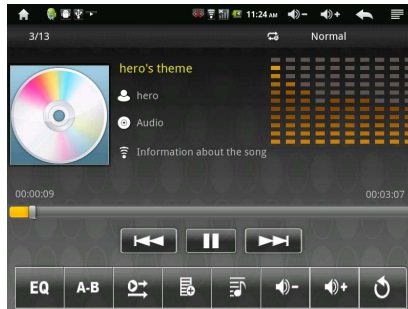 11:24 AM
3/13
Normal
hero's theme
hero
Audio
Information about the song
00:00:09
00:03:07
EQ
A-B